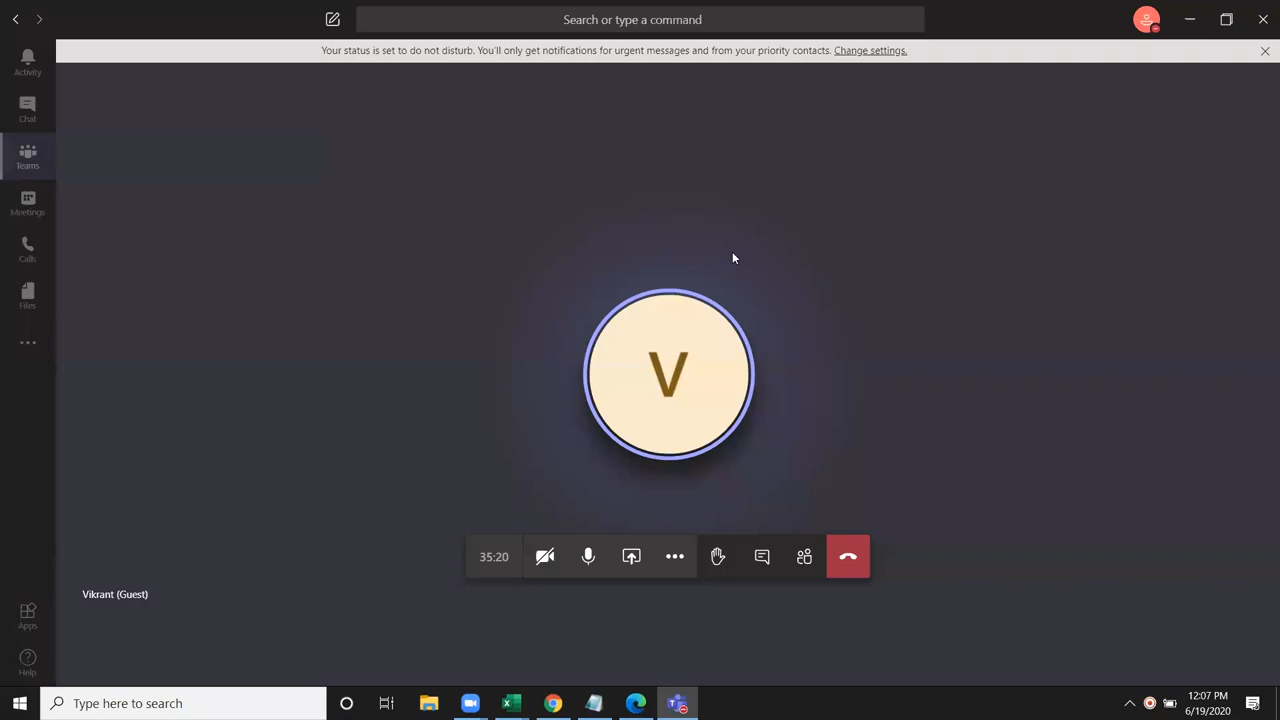 Search or type a command
Your status is set to do not disturb. You'll only get notifications for urgent messages and from your priority contacts. Change settings.
Activity
Chat
Teams
Meetings
Calls
Files
V
35:20
Vikrant (Guest)
Apps
Help
Type here to search
12:07 PM
6/19/2020